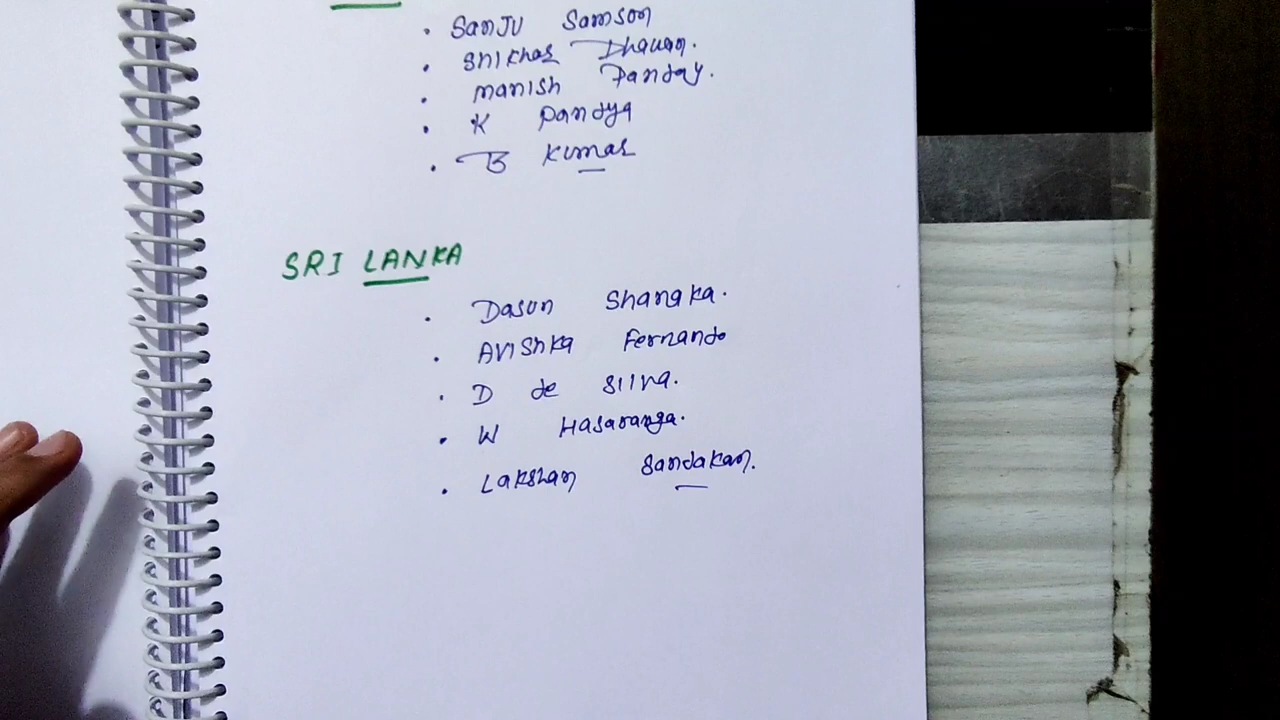 • Sanju Samson
• Shikhar Dhawan.
• Manish Panday.
• K Pandya
• B Kumar
SRI LANKA
• Dasun Shanaka.
• Avishka Fernando
• D de Silva.
• W Hasaranga.
• Lakshan Sandakan.